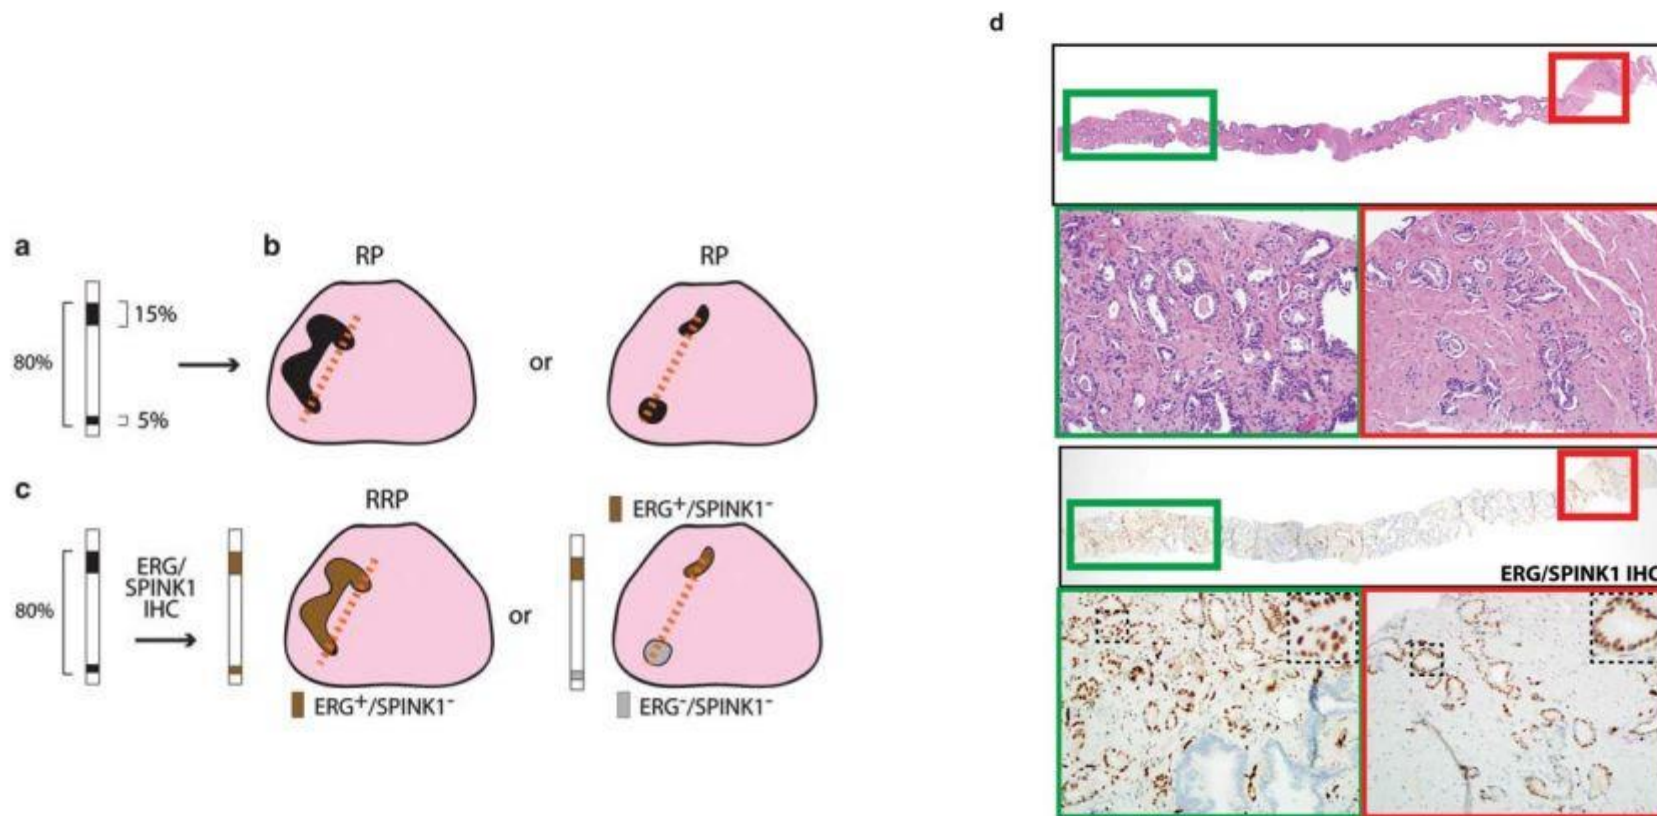 d
a
b
RP
RP
15%
80%
or
5%
c
RRP
ERG+/SPINK1-
ERG/
SPINK1
IHC
80%
or
ERG+/SPINK1-
ERG-/SPINK1-
ERG/SPINK1 IHC